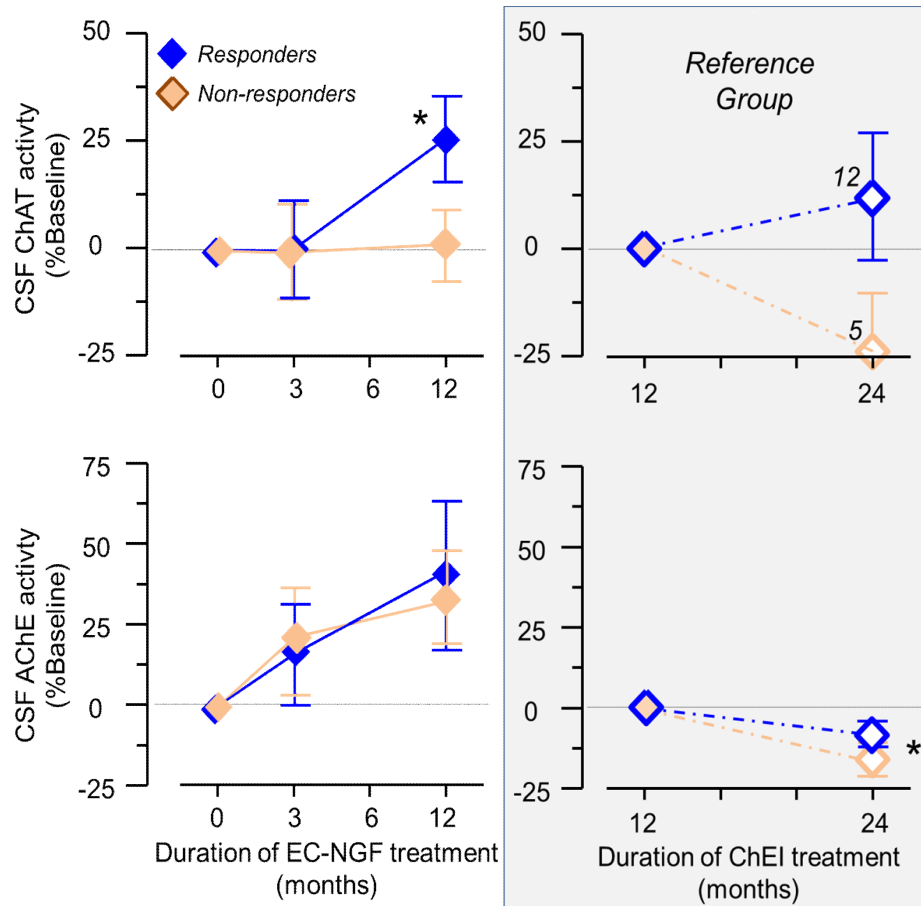 CSF ChAT activity
(%Baseline)
50
25
0
-25
Responders
Non-responders
*
0
3
6
12
50
25
0
-25
Reference
Group
12
5
12
24
CSF AChE activty
(%Baseline)
75
50
25
0
-25
0
3
6
12
Duration of EC-NGF treatment
(months)
75
50
25
0
-25
*
12
24
Duration of ChEI treatment
(months)